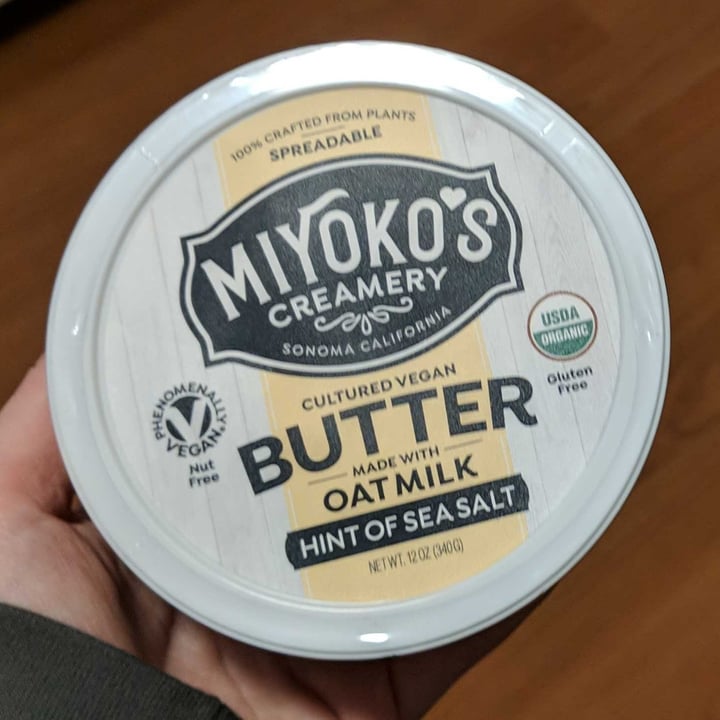 100% CRAFTED FROM PLANTS
SPREADABLE
MIYOKO'S
CREAMERY
SONOMA CALIFORNIA
USDA
ORGANIC
Gluten
Free
PHENOMENALLY
VEGAN
Nut
Free
CULTURED VEGAN
BUTTER
MADE WITH
OAT MILK
HINT OF SEA SALT
NET WT. 12 OZ (340G)